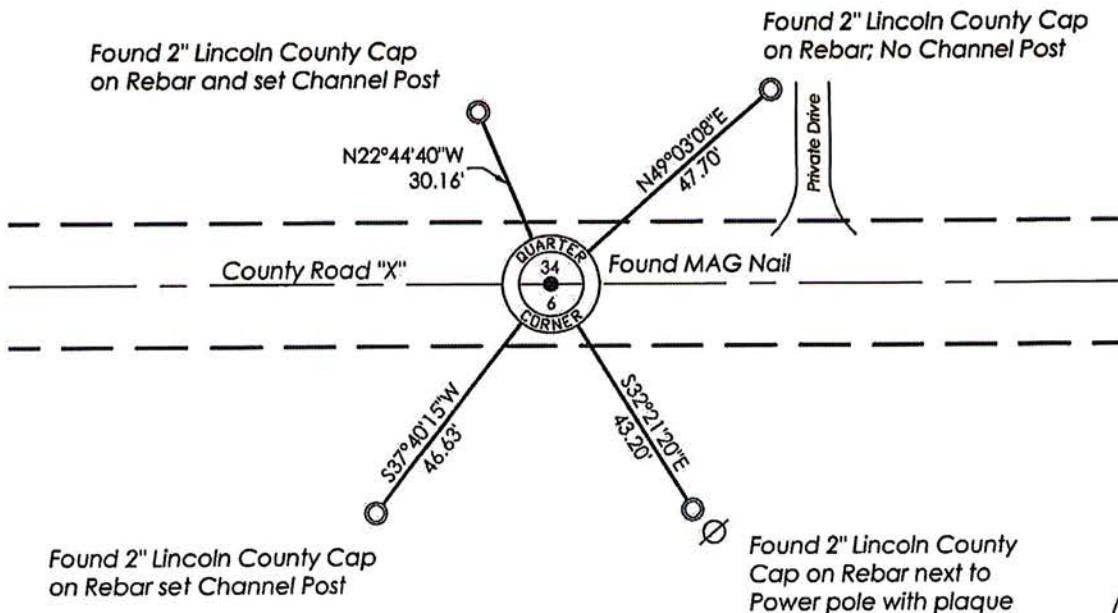 Found 2" Lincoln County Cap
on Rebar and set Channel Post
Found 2" Lincoln County Cap
on Rebar; No Channel Post
Private Drive
N22°44'40"W
30.16'
N49°03'08"E
47.70'
County Road "X"
QUARTER
34
6
CORNER
Found MAG Nail
S37°40'15"W
46.63'
S32°21'20"E
43.20'
Found 2" Lincoln County Cap
on Rebar set Channel Post
Found 2" Lincoln County
Cap on Rebar next to
Power pole with plaque